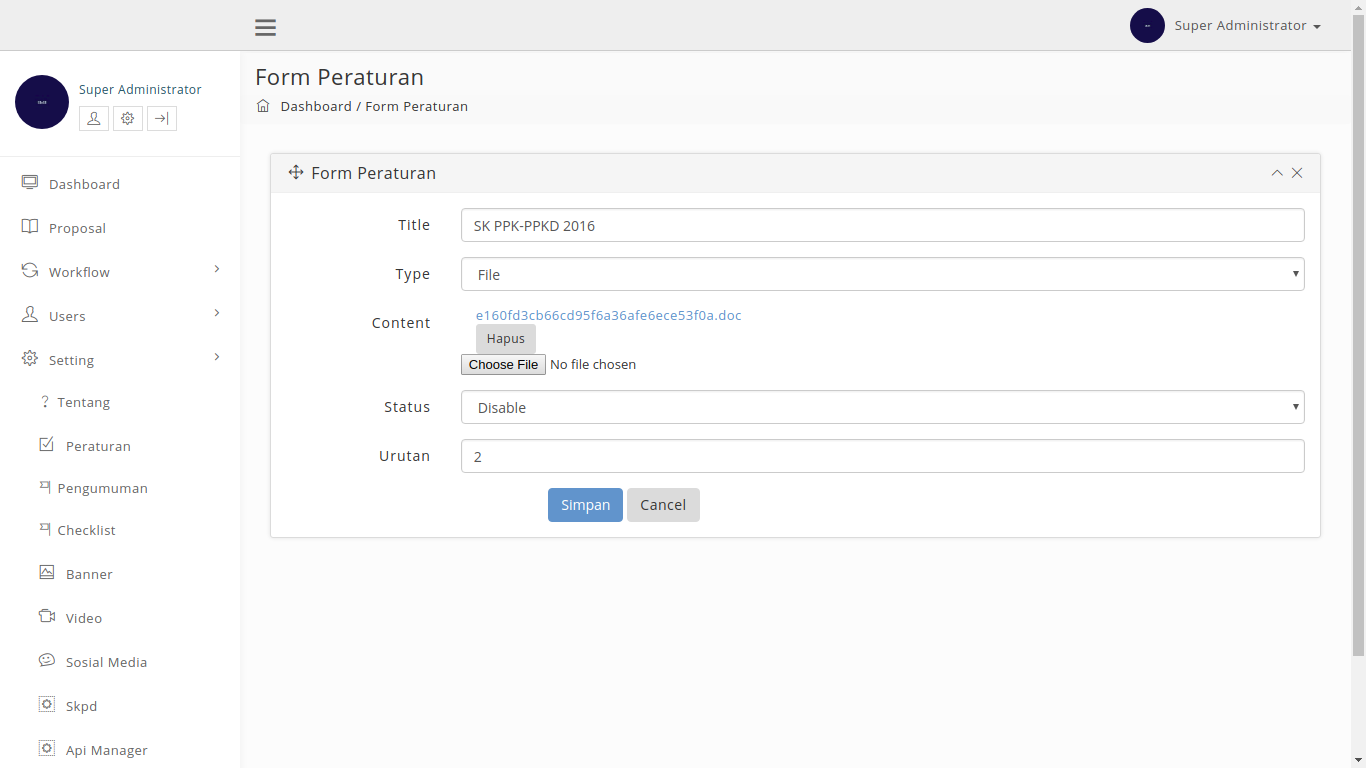 Super Administrator
Super Administrator
Form Peraturan
Dashboard / Form Peraturan
Dashboard
Proposal
Workflow
Users
Setting
? Tentang
Peraturan
Pengumuman
Checklist
Banner
Video
Sosial Media
Skpd
Api Manager
Form Peraturan
Title SK PPK-PPKD 2016
Type File
Content e160fd3cb66cd95f6a36afe6ece53f0a.doc
Hapus
Choose File No file chosen
Status Disable
Urutan 2
Simpan Cancel